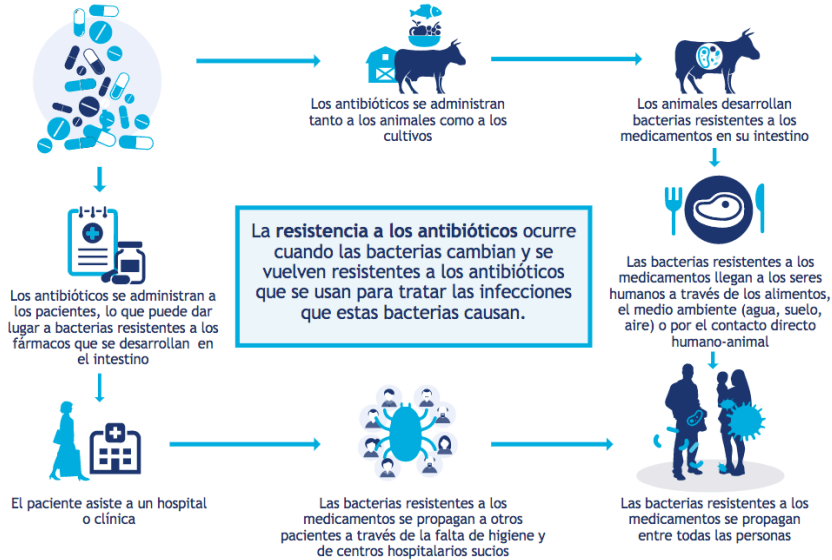 Los antibióticos se administran
tanto a los animales como a los
cultivos
Los animales desarrollan
bacterias resistentes a los
medicamentos en su intestino
La resistencia a los antibióticos ocurre
cuando las bacterias cambian y se
vuelven resistentes a los antibióticos
que se usan para tratar las infecciones
que estas bacterias causan.
Los antibióticos se administran a
los pacientes, lo que puede dar
lugar a bacterias resistentes a los
fármacos que se desarrollan en
el intestino
Las bacterias resistentes a los
medicamentos llegan a los seres
humanos a través de los alimentos,
el medio ambiente (agua, suelo,
aire) o por el contacto directo
humano-animal
El paciente asiste a un hospital
o clínica
Las bacterias resistentes a los
medicamentos se propagan a otros
pacientes a través de la falta de higiene y
de centros hospitalarios sucios
Las bacterias resistentes a los
medicamentos se propagan
entre todas las personas